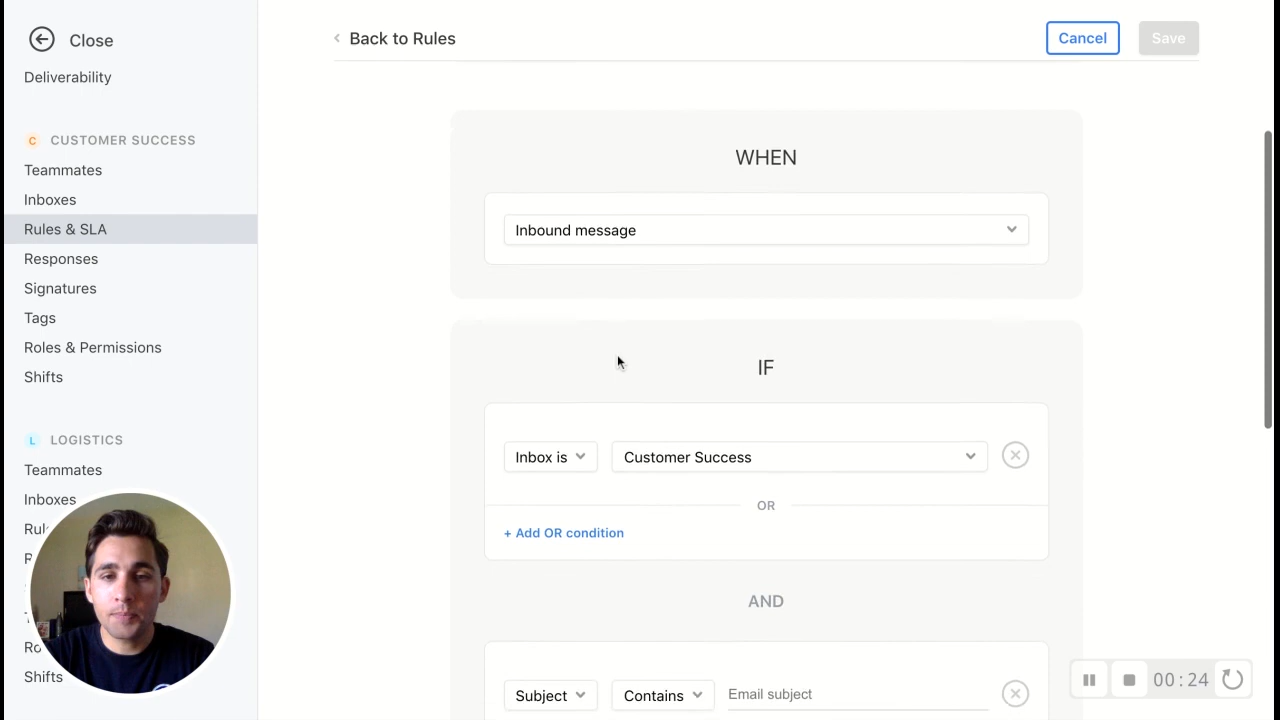 Close
Deliverability
C CUSTOMER SUCCESS
Teammates
Inboxes
Rules & SLA
Responses
Signatures
Tags
Roles & Permissions
Shifts
L LOGISTICS
Teammates
Inboxes
Shifts
Back to Rules
Cancel
Save
WHEN
Inbound message
IF
Inbox is
Customer Success
OR
+ Add OR condition
AND
Subject
Contains
Email subject
00:24